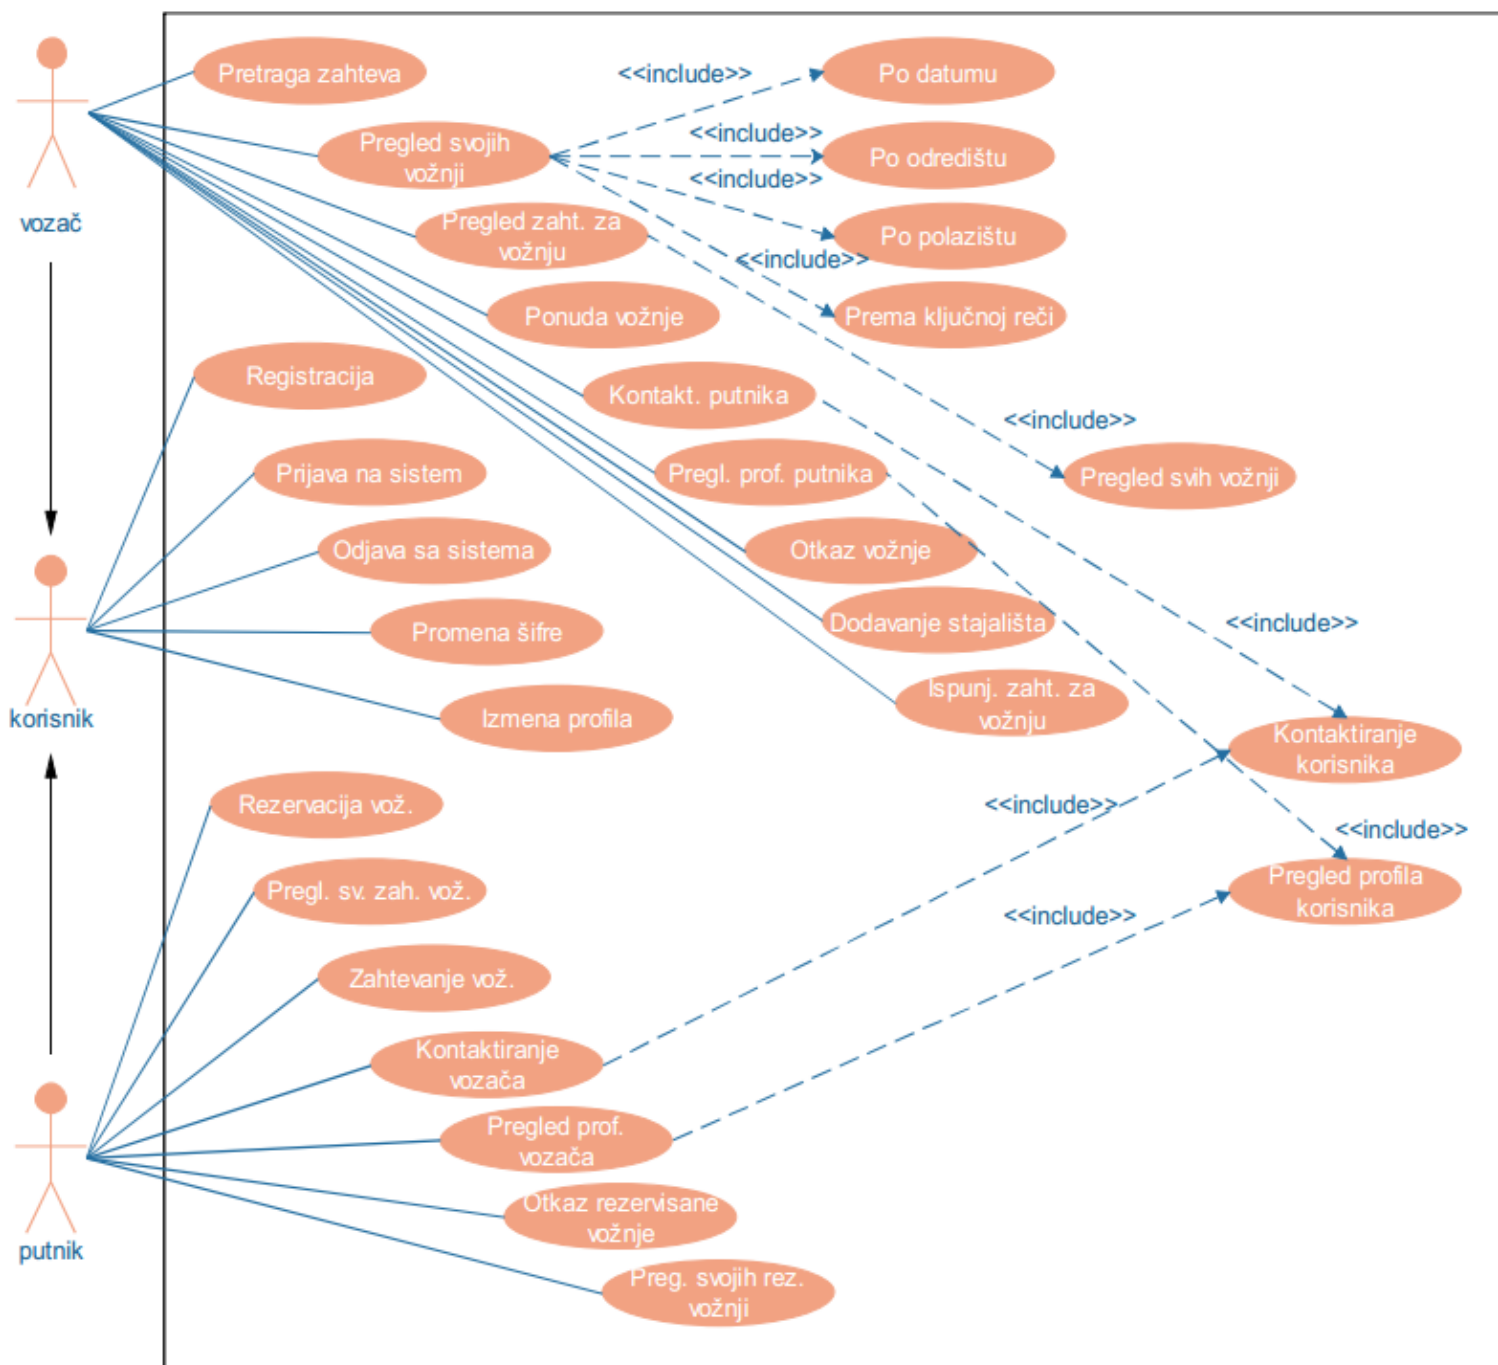 Pretraga zahteva
<<include>>
Po datumu
Pregled svojih
vožnji
<<include>>
Po odredištu
<<include>>
vozač
Pregled zaht. za
vožnju
Po polazištu
<<include>>
Ponuda vožnje
Prema ključnoj reči
Registracija
Kontakt. putnika
<<include>>
Prijava na sistem
Pregl. prof. putnika
Pregled svih vožnji
Odjava sa sistema
Otkaz vožnje
Promena šifre
Dodavanje stajališta
<<include>>
korisnik
Izmena profila
Ispunj. zaht. za
vožnju
Kontaktiranje
korisnika
Rezervacija vož.
<<include>>
<<include>>
Pregl. sv. zah. vož.
<<include>>
Pregled profila
korisnika
Zahtevanje vož.
Kontaktiranje
vozača
Pregled prof.
vozača
Otkaz rezervisane
vožnje
putnik
Preg. svojih rez.
vožnji